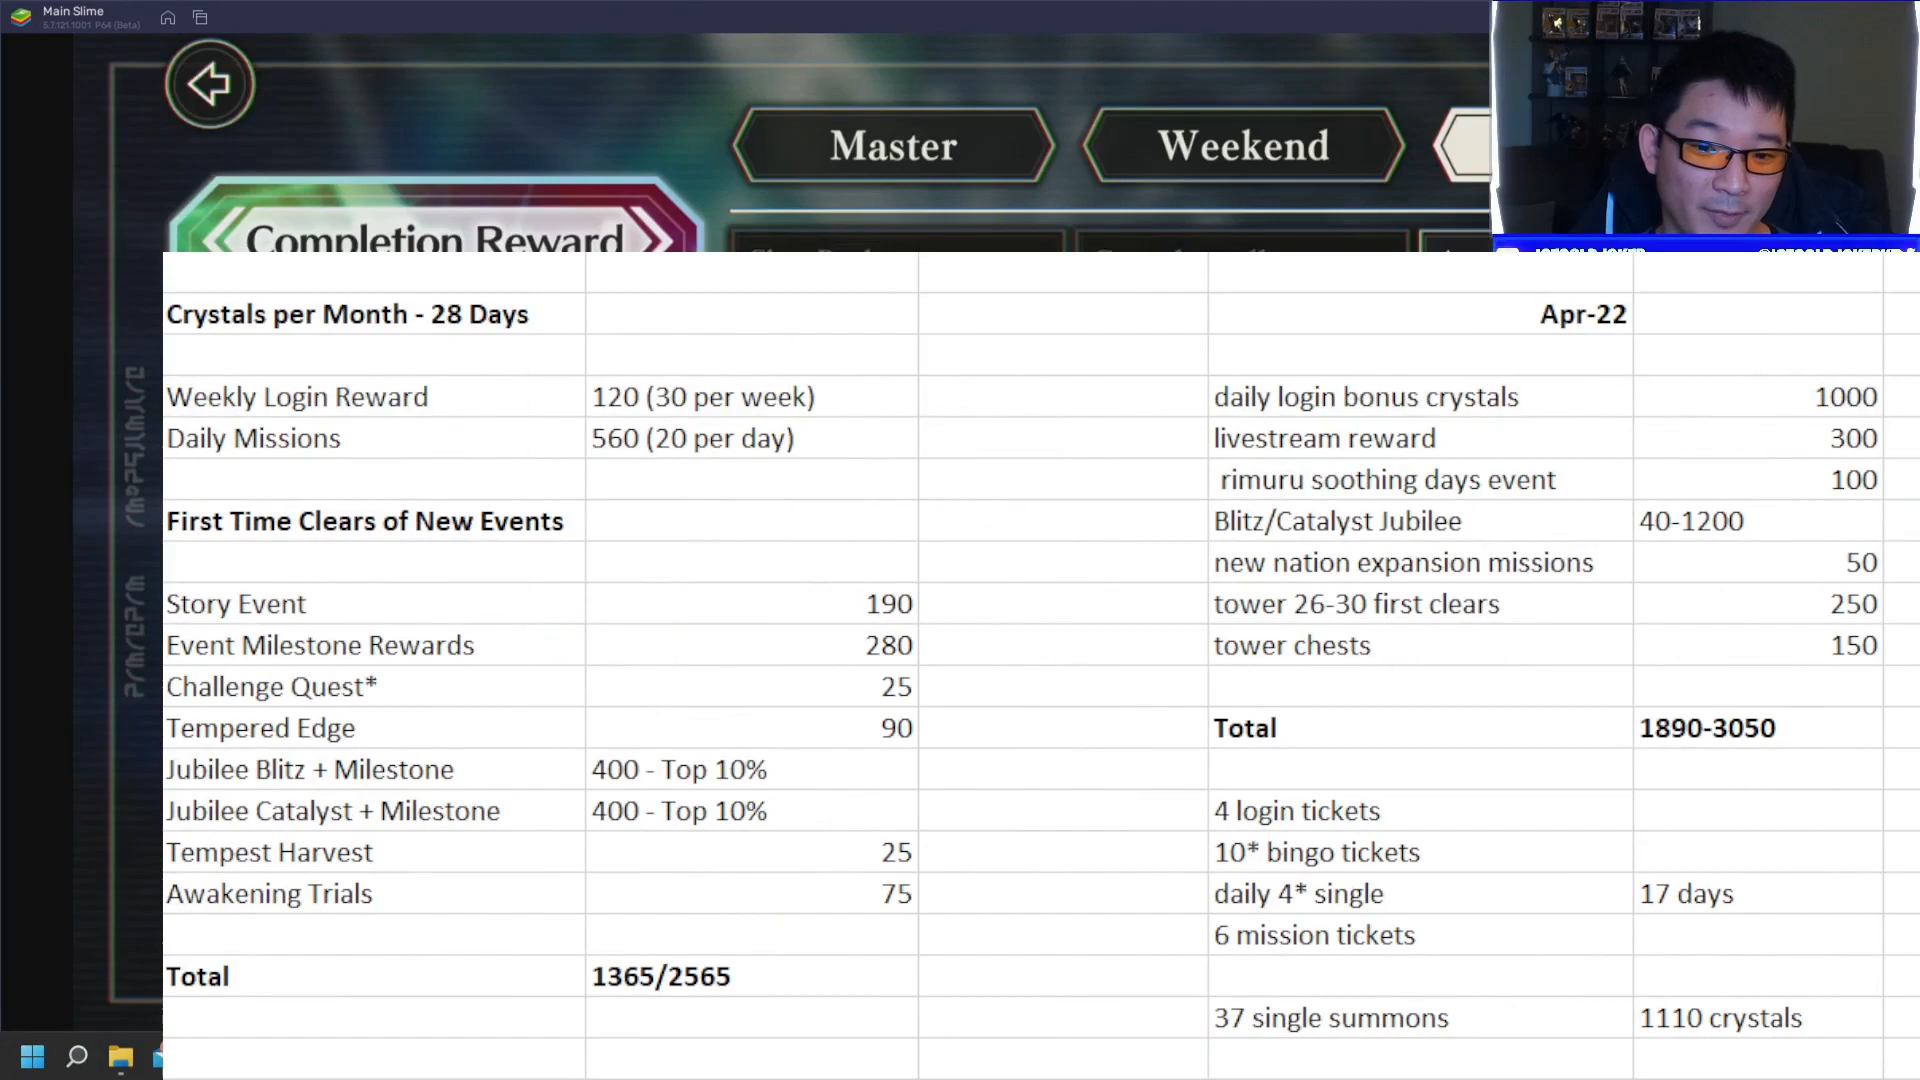 Main Slime
5.7.121.1001 P64 (Beta)
Master
Weekend
Completion Reward
Crystals per Month - 28 Days
Apr-22
Weekly Login Reward 120 (30 per week) daily login bonus crystals 1000
Daily Missions 560 (20 per day) livestream reward 300
rimuru soothing days event 100
First Time Clears of New Events Blitz/Catalyst Jubilee 40-1200
new nation expansion missions 50
Story Event 190 tower 26-30 first clears 250
Event Milestone Rewards 280 tower chests 150
Challenge Quest* 25
Tempered Edge 90 Total 1890-3050
Jubilee Blitz + Milestone 400 - Top 10%
Jubilee Catalyst + Milestone 400 - Top 10% 4 login tickets
Tempest Harvest 25 10* bingo tickets
Awakening Trials 75 daily 4* single 17 days
6 mission tickets
Total 1365/2565
37 single summons 1110 crystals